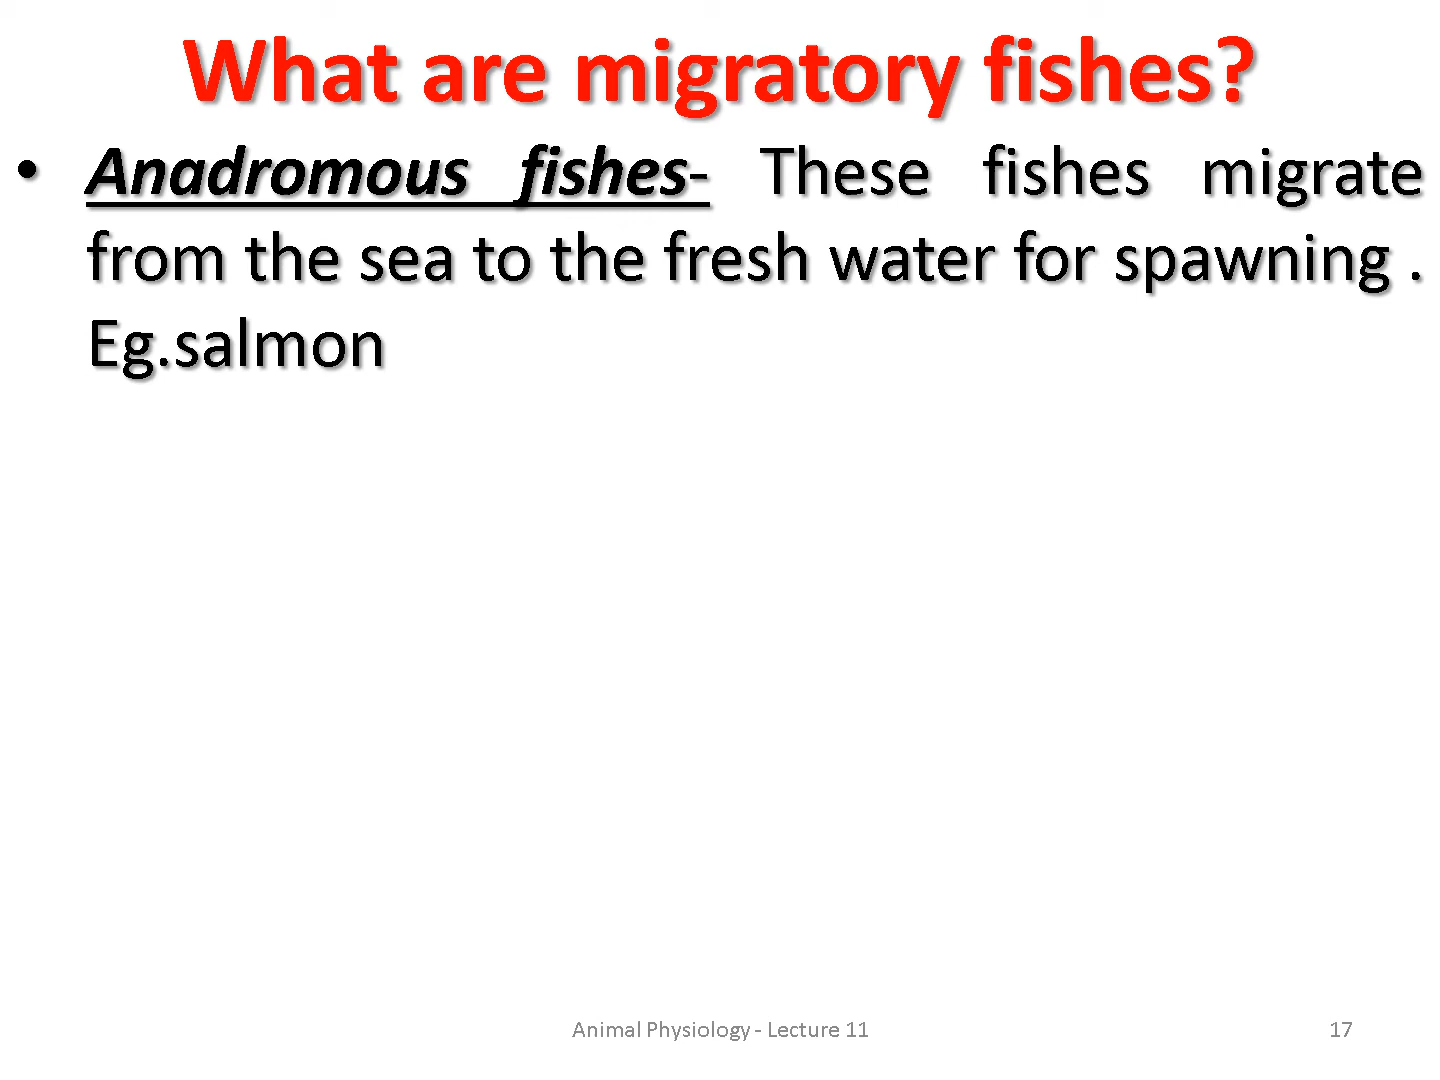 What are migratory fishes?
• Anadromous fishes- These fishes migrate
from the sea to the fresh water for spawning .
Eg.salmon
Animal Physiology - Lecture 11
17